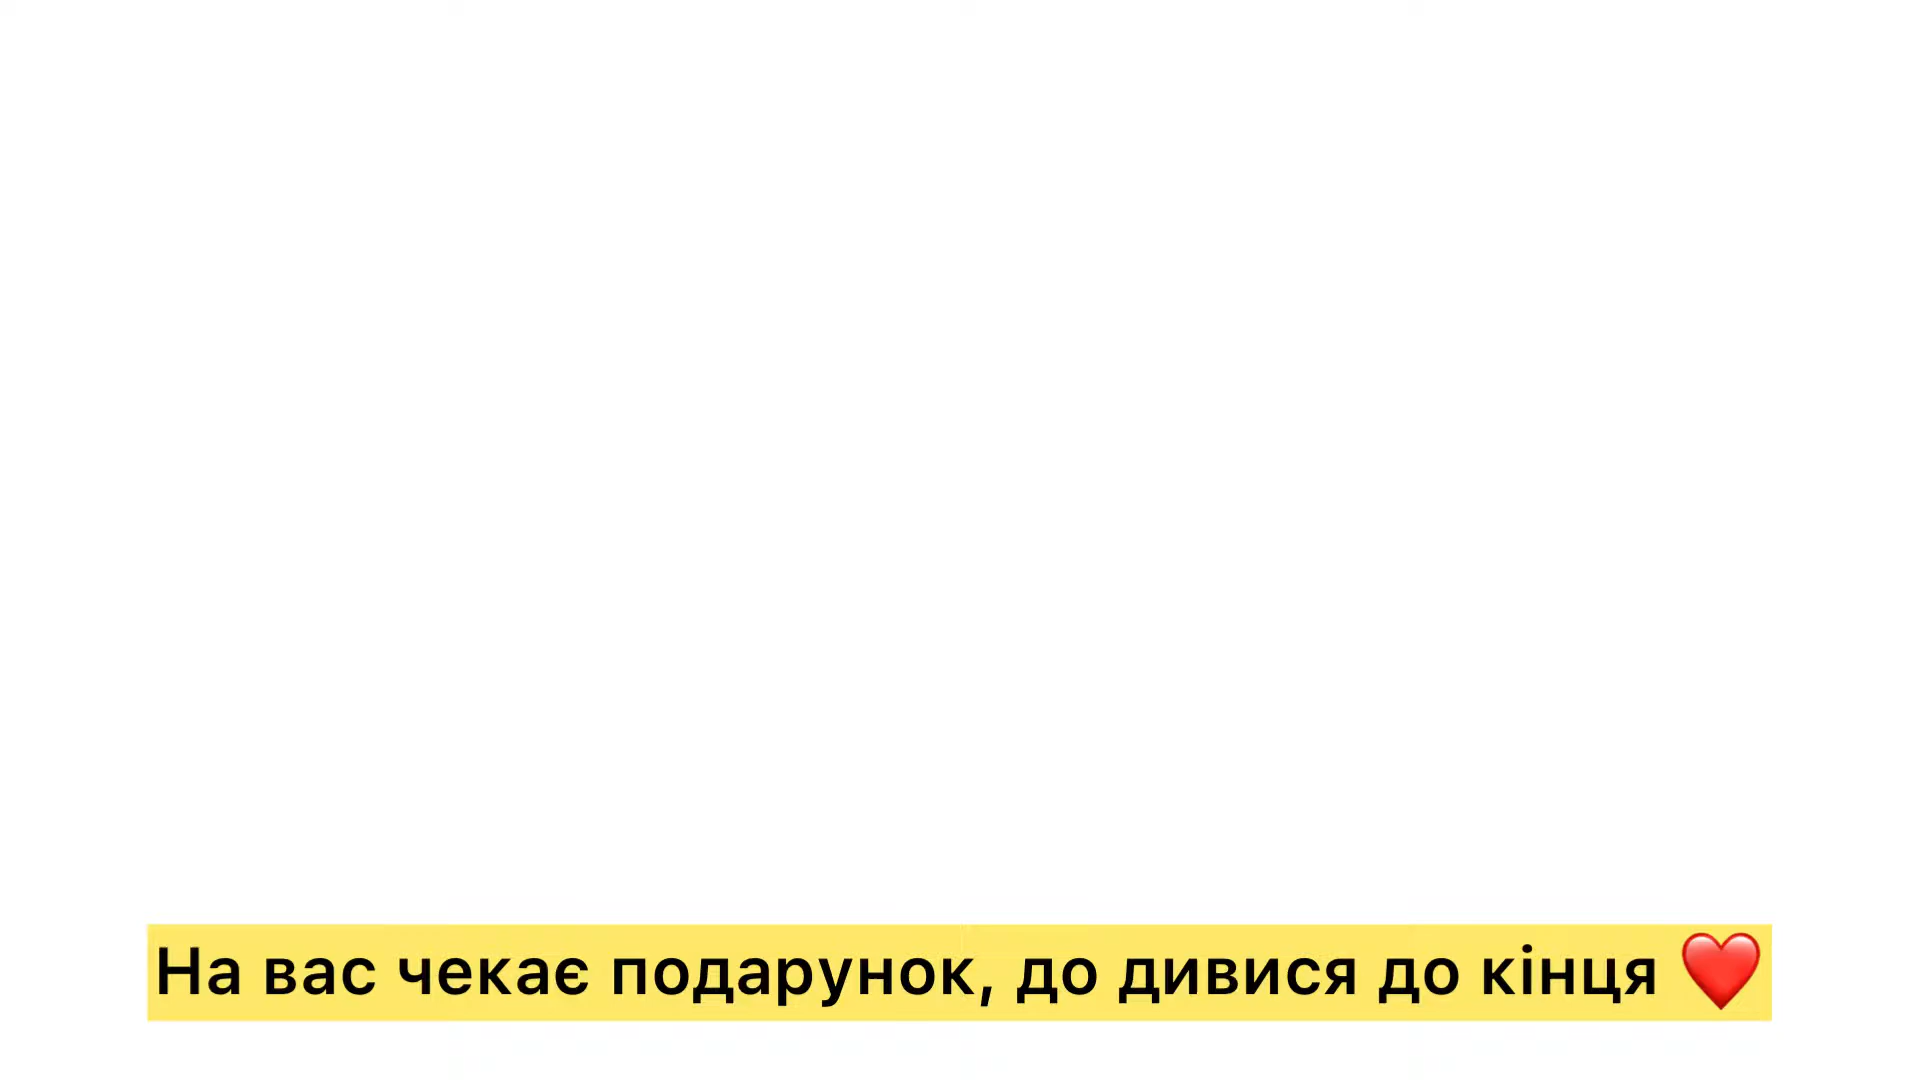 На вас чекає подарунок, до дивися до кінця ❤️